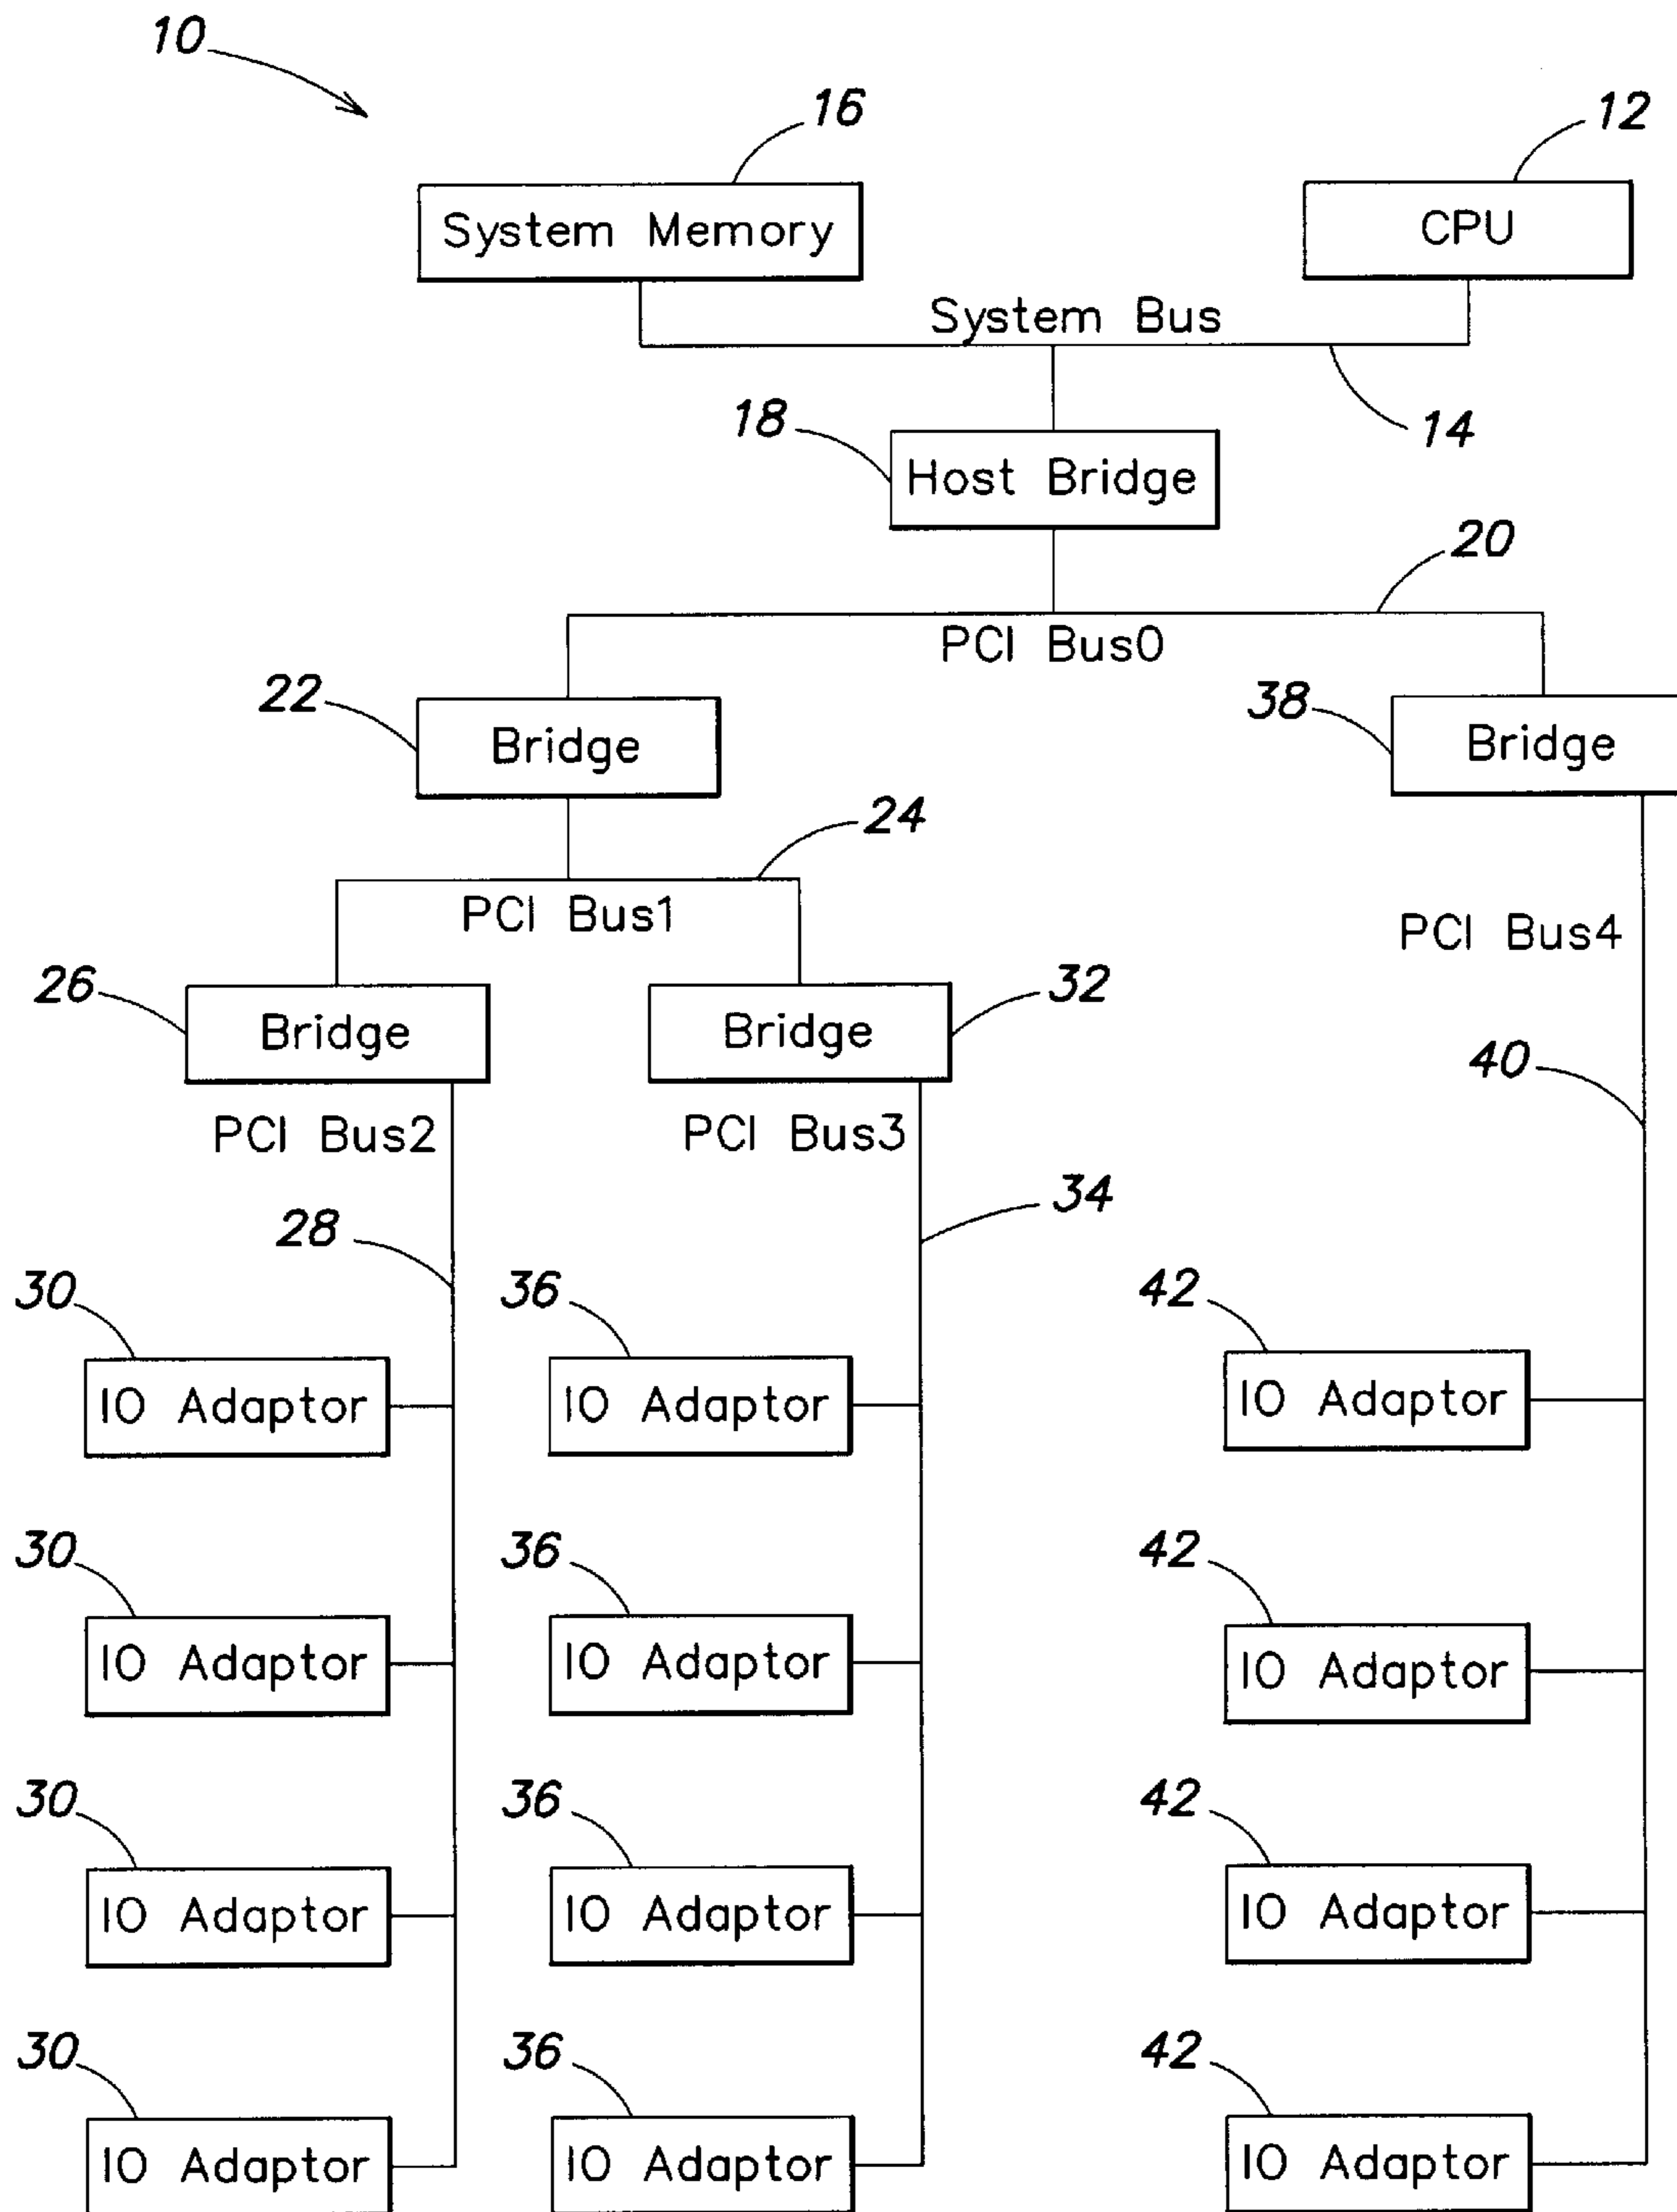 10
16
12
System Memory
CPU
System Bus
14
18
Host Bridge
20
PCI Bus0
22
38
Bridge
Bridge
24
PCI Bus1
PCI Bus4
26
32
Bridge
Bridge
40
PCI Bus2
PCI Bus3
34
28
30
36
42
IO Adaptor
IO Adaptor
IO Adaptor
30
36
42
IO Adaptor
IO Adaptor
IO Adaptor
30
36
42
IO Adaptor
IO Adaptor
IO Adaptor
30
36
42
IO Adaptor
IO Adaptor
IO Adaptor